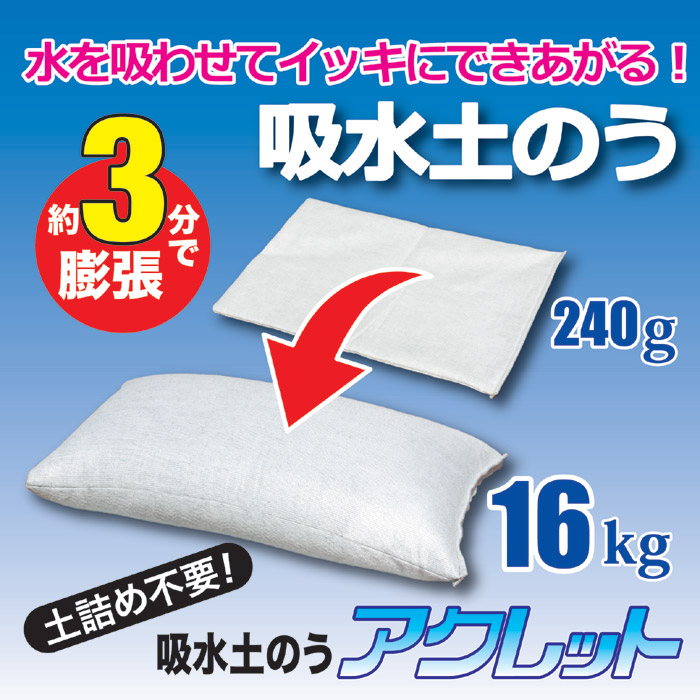 水を吸わせてイッキにできあがる!
吸水土のう
約3分で
膨張
240g
16kg
土詰め不要!
吸水土のう アクレット